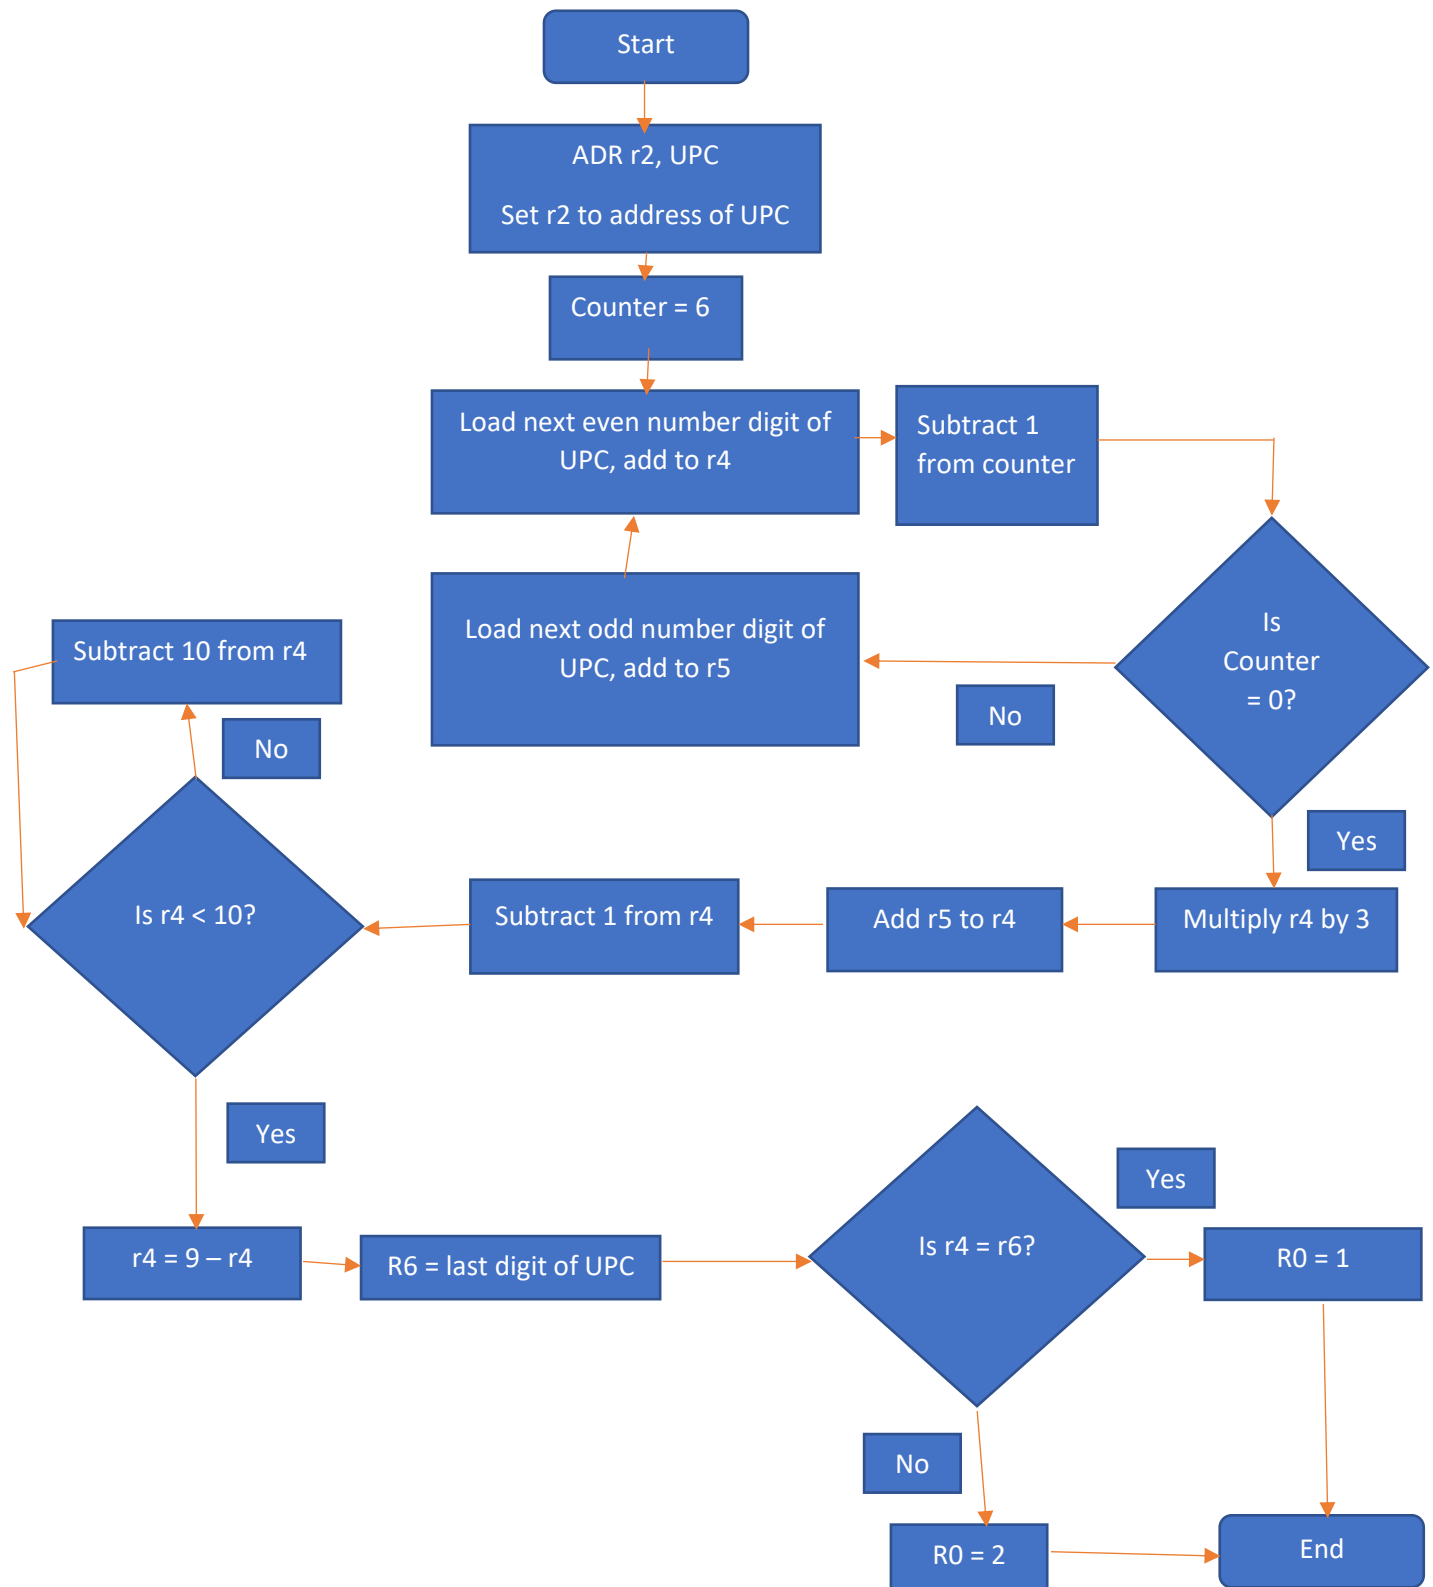 Start
ADR r2, UPC
Set r2 to address of UPC
Counter = 6
Load next even number digit of
UPC, add to r4
Subtract 1
from counter
Is
Counter
= 0?
No
Load next odd number digit of
UPC, add to r5
Yes
Multiply r4 by 3
Add r5 to r4
Subtract 1 from r4
Is r4 < 10?
No
Subtract 10 from r4
Yes
r4 = 9 – r4
R6 = last digit of UPC
Is r4 = r6?
Yes
R0 = 1
No
R0 = 2
End